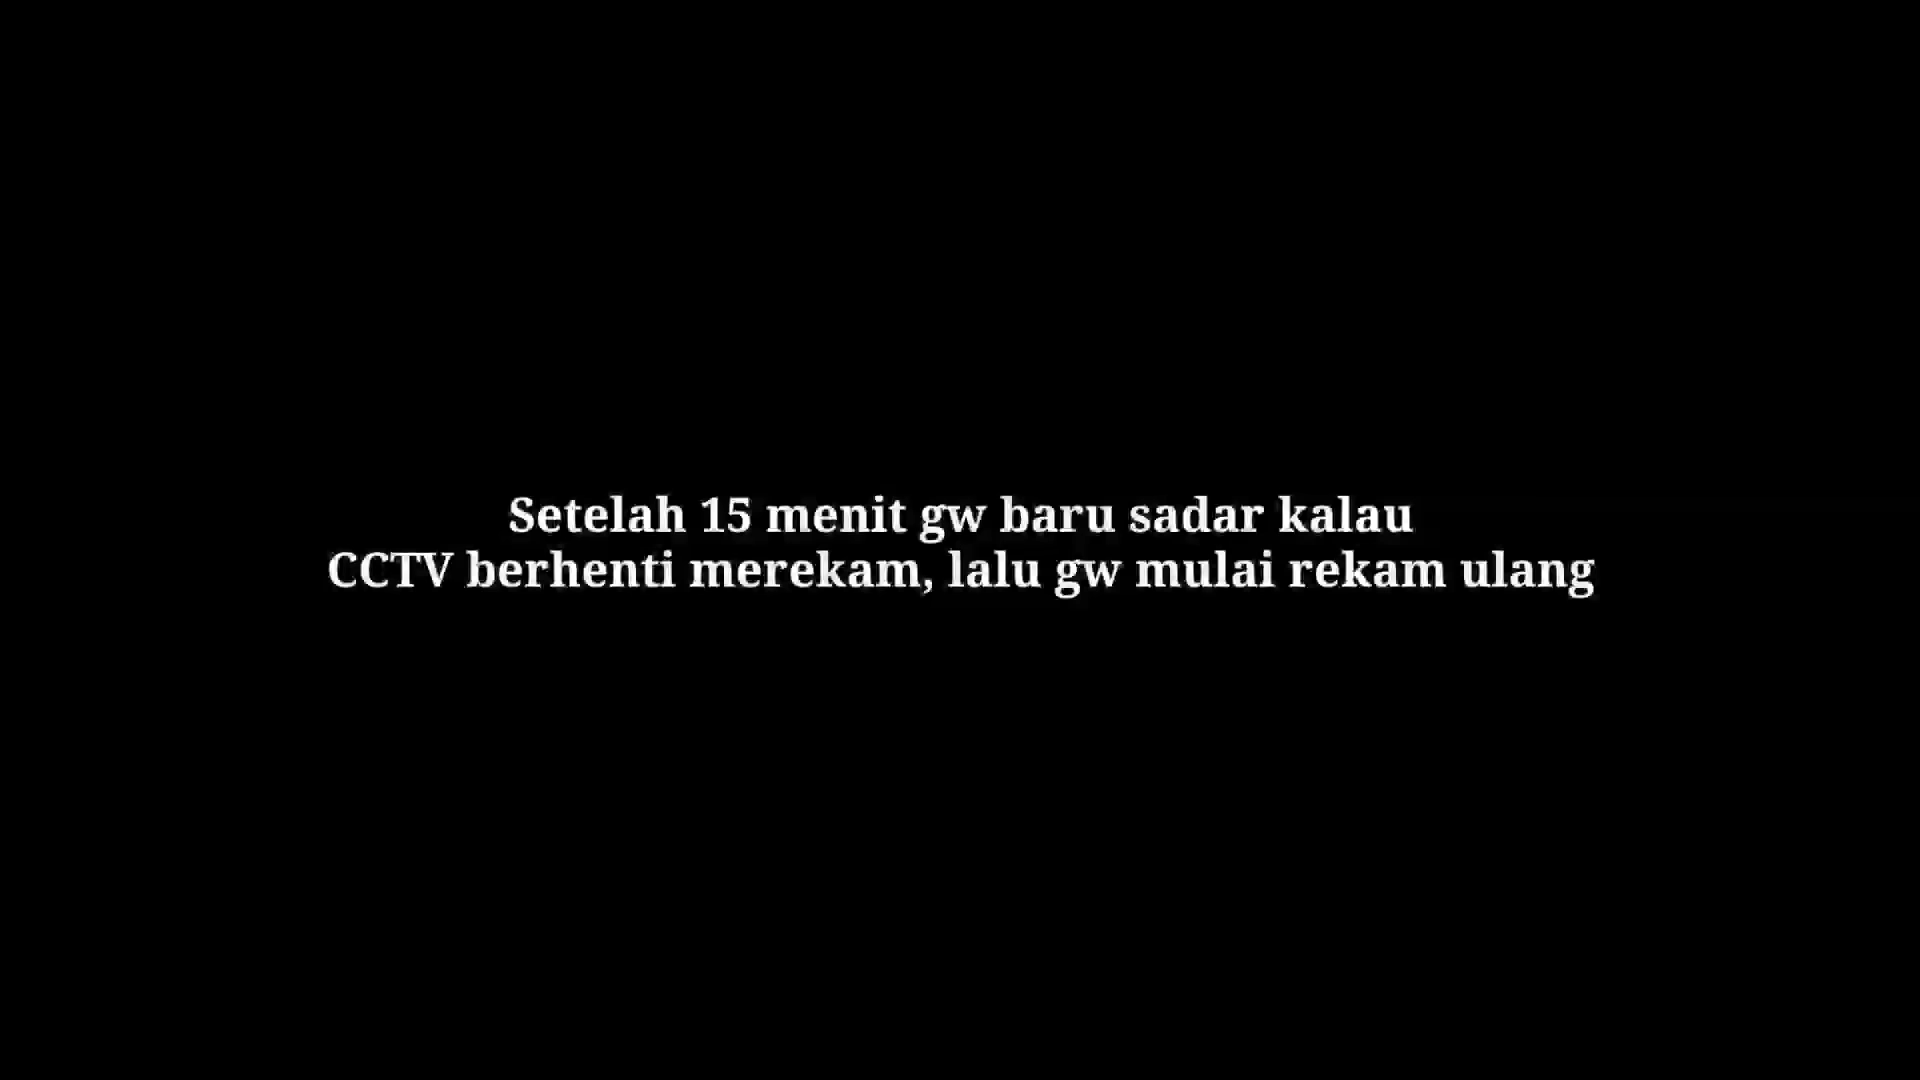 Setelah 15 menit gw baru sadar kalau
CCTV berhenti merekam, lalu gw mulai rekam ulang